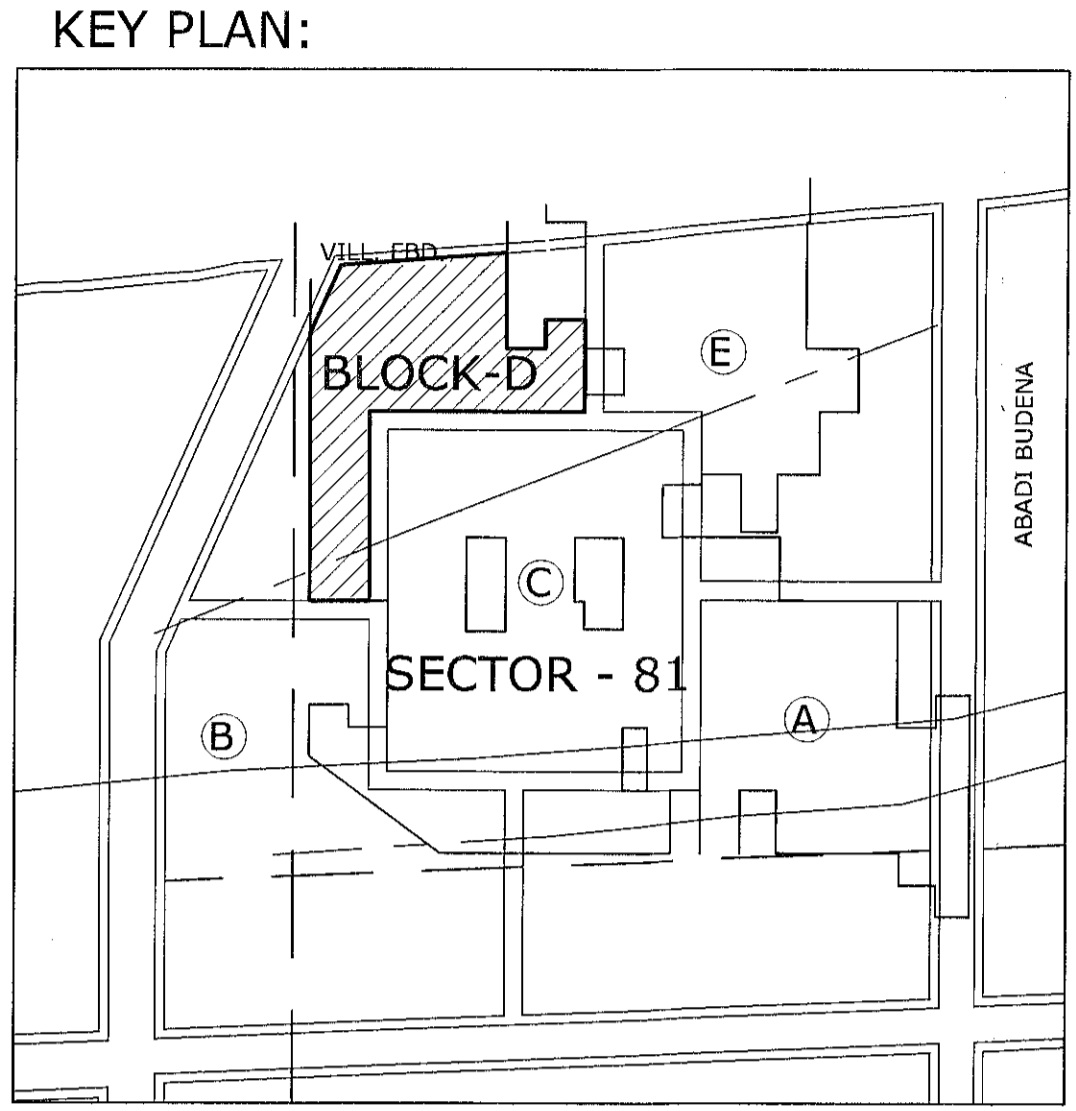 KEY PLAN:
VILL. FBD.
BLOCK-D
E
ABADI BUDENA
C
SECTOR - 81
B
A